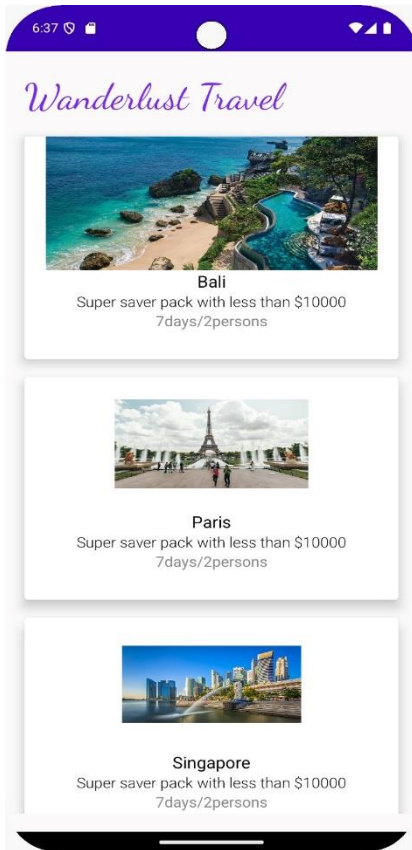 6:37
Wanderlust Travel
Bali
Super saver pack with less than $10000
7days/2persons
Paris
Super saver pack with less than $10000
7days/2persons
Singapore
Super saver pack with less than $10000
7days/2persons